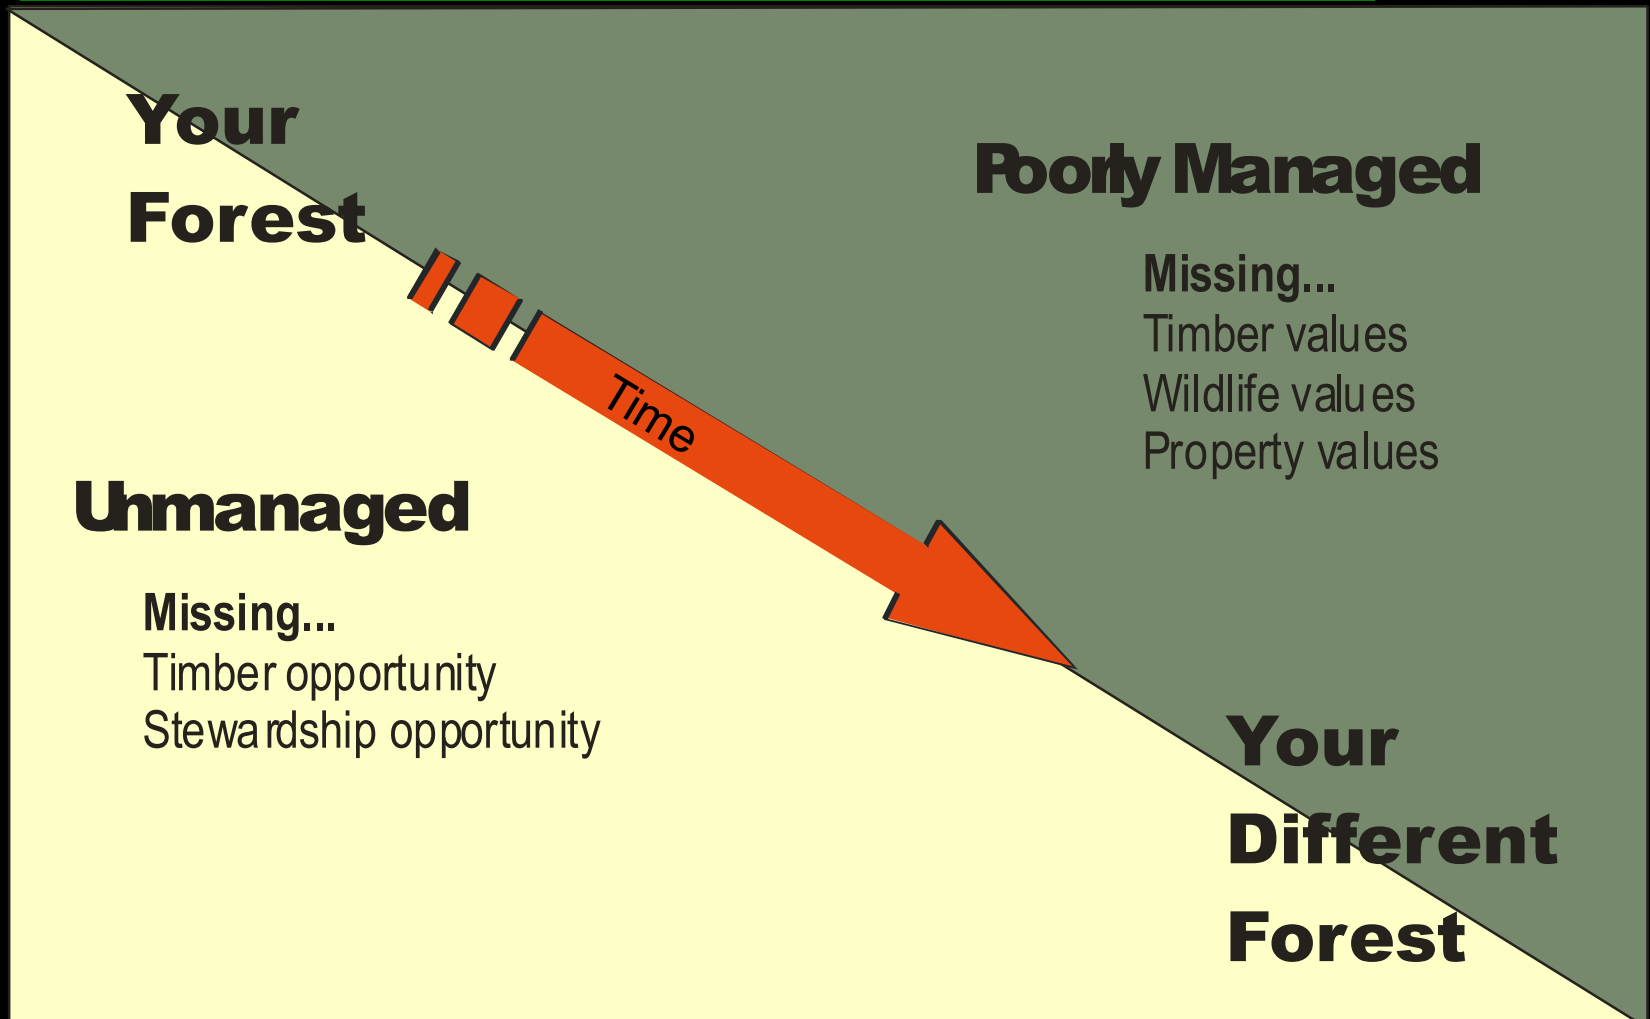 Your
Forest
Poorly Managed
Missing...
Timber values
Wildlife values
Property values
Time
Unmanaged
Missing...
Timber opportunity
Stewardship opportunity
Your
Different
Forest